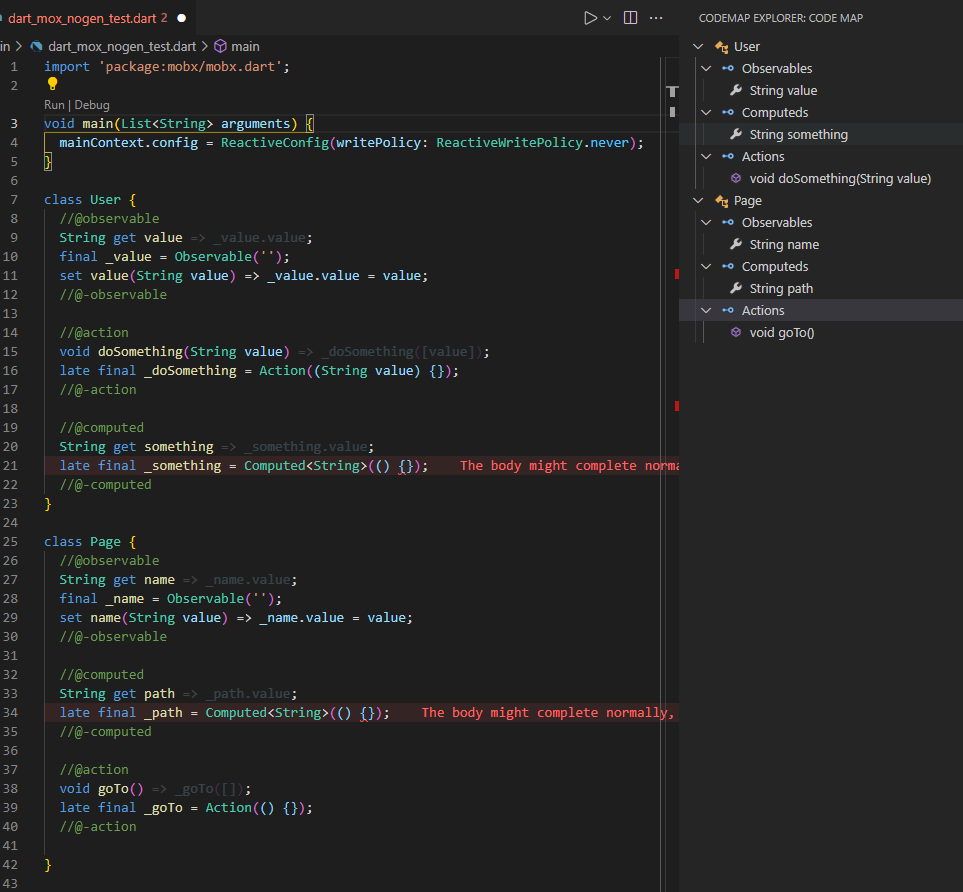 dart_mox_nogen_test.dart 2
in > dart_mox_nogen_test.dart > main
1 import 'package:mobx/mobx.dart';
2
Run | Debug
3 void main(List<String> arguments) {
4 mainContext.config = ReactiveConfig(writePolicy: ReactiveWritePolicy.never);
5 }
6
7 class User {
8 //@observable
9 String get value => _value.value;
10 final _value = Observable('');
11 set value(String value) => _value.value = value;
12 //@-observable
13
14 //@action
15 void doSomething(String value) => _doSomething([value]);
16 late final _doSomething = Action((String value) {});
17 //@-action
18
19 //@computed
20 String get something => _something.value;
21 late final _something = Computed<String>(() {}); The body might complete norma
22 //@-computed
23 }
24
25 class Page {
26 //@observable
27 String get name => _name.value;
28 final _name = Observable('');
29 set name(String value) => _name.value = value;
30 //@-observable
31
32 //@computed
33 String get path => _path.value;
34 late final _path = Computed<String>(() {}); The body might complete normally,
35 //@-computed
36
37 //@action
38 void goTo() => _goTo([]);
39 late final _goTo = Action(() {});
40 //@-action
41
42 }
43
CODEMAP EXPLORER: CODE MAP
User
Observables
String value
Computeds
String something
Actions
void doSomething(String value)
Page
Observables
String name
Computeds
String path
Actions
void goTo()